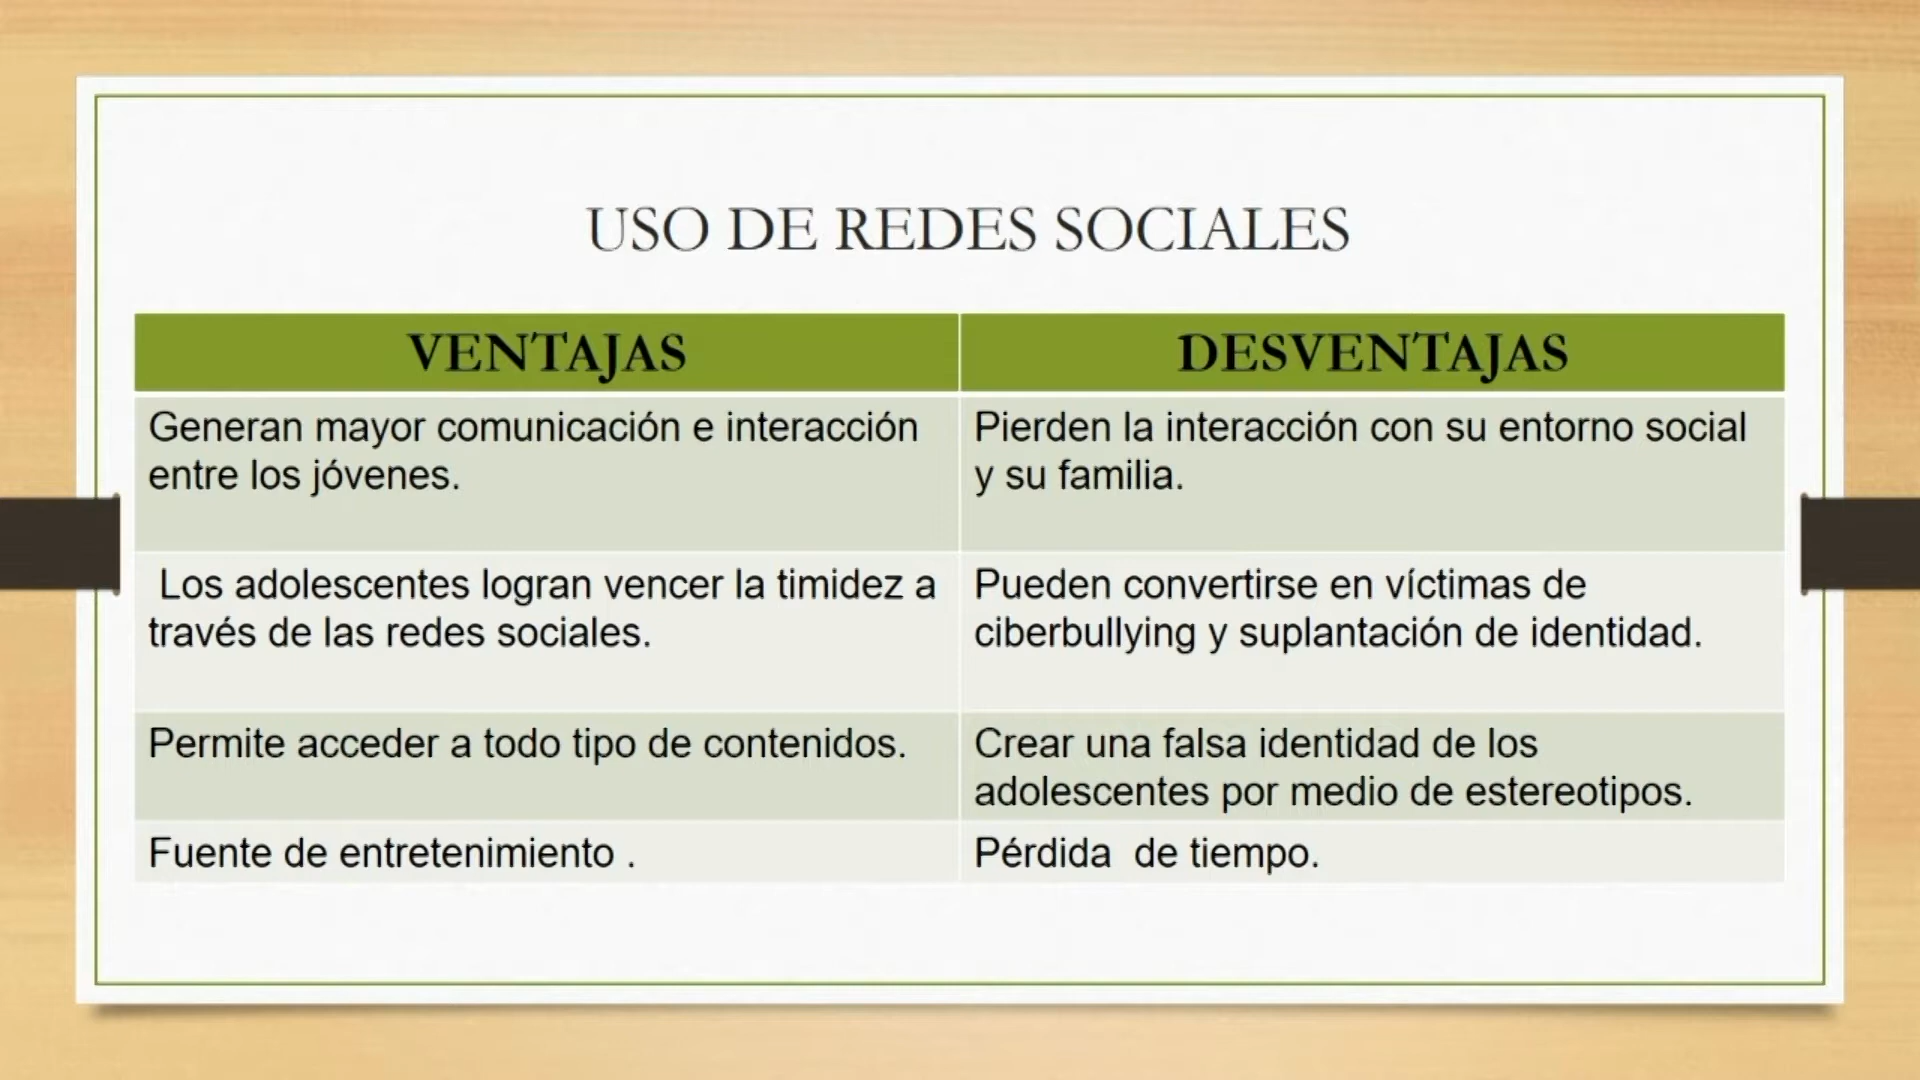 USO DE REDES SOCIALES
VENTAJAS
DESVENTAJAS
Generan mayor comunicación e interacción
entre los jóvenes.
Pierden la interacción con su entorno social
y su familia.
Los adolescentes logran vencer la timidez a
través de las redes sociales.
Pueden convertirse en víctimas de
ciberbullying y suplantación de identidad.
Permite acceder a todo tipo de contenidos.
Crear una falsa identidad de los
adolescentes por medio de estereotipos.
Fuente de entretenimiento .
Pérdida  de tiempo.